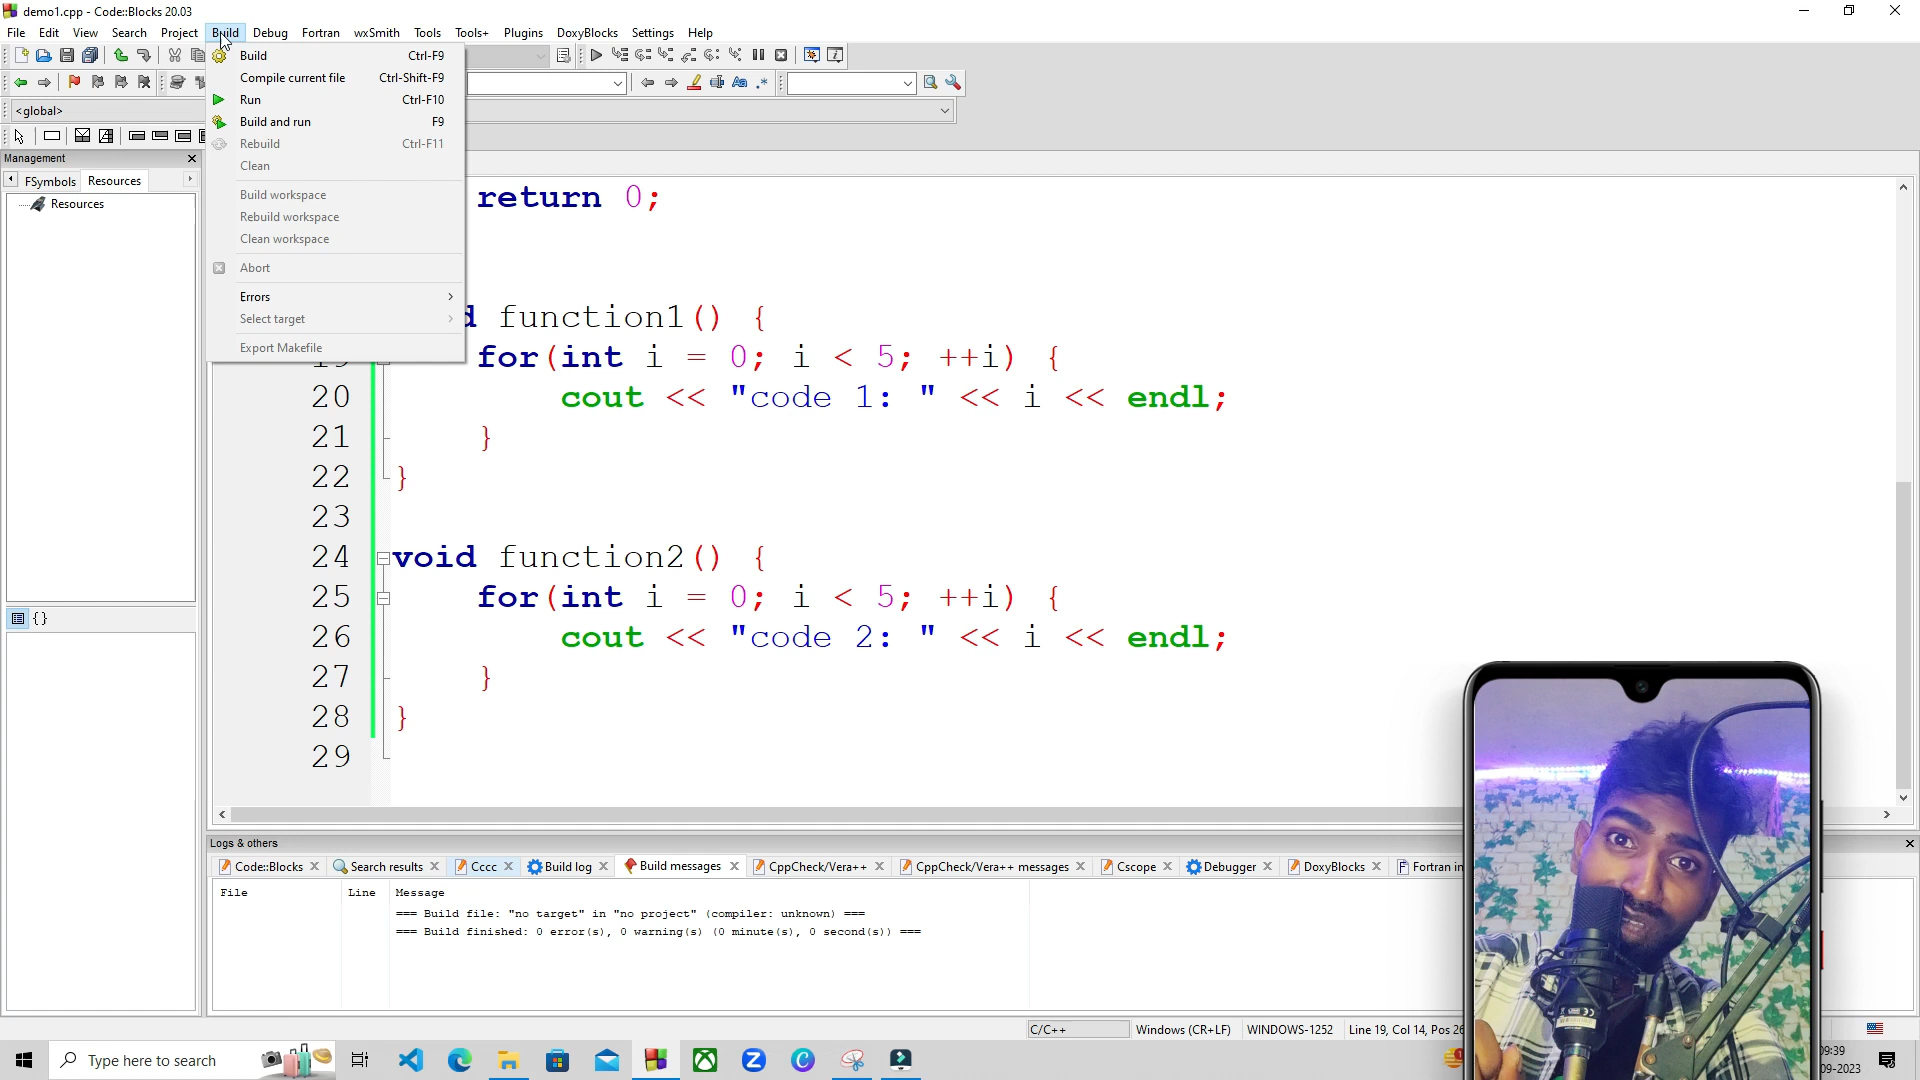 demo1.cpp - Code::Blocks 20.03
File Edit View Search Project Build Debug Fortran wxSmith Tools Tools+ Plugins DoxyBlocks Settings Help
Build Ctrl-F9
Compile current file Ctrl-Shift-F9
Run Ctrl-F10
Build and run F9
Rebuild Ctrl-F11
Clean
Build workspace
Rebuild workspace
Clean workspace
Abort
Errors
Select target
Export Makefile
<global>
Management
FSymbols Resources
Resources
return 0;
function1() {
for(int i = 0; i < 5; ++i) {
20 cout << "code 1: " << i << endl;
21 }
22 }
23
24 void function2() {
25 for(int i = 0; i < 5; ++i) {
26 cout << "code 2: " << i << endl;
27 }
28 }
29
Logs & others
Code::Blocks Search results Cccc Build log Build messages CppCheck/Vera++ CppCheck/Vera++ messages Cscope Debugger DoxyBlocks Fortran in
File Line Message
=== Build file: "no target" in "no project" (compiler: unknown) ===
=== Build finished: 0 error(s), 0 warning(s) (0 minute(s), 0 second(s)) ===
C/C++ Windows (CR+LF) WINDOWS-1252 Line 19, Col 14, Pos 26
Type here to search
09:39
09-2023